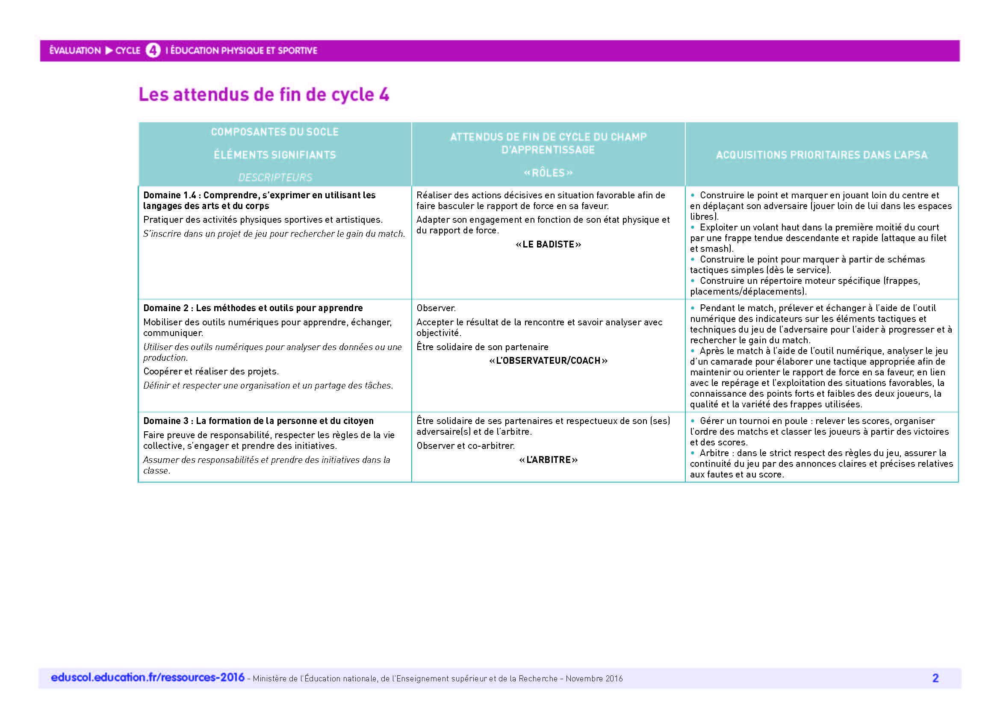 ÉVALUATION ▶ CYCLE 4 I ÉDUCATION PHYSIQUE ET SPORTIVE
Les attendus de fin de cycle 4
COMPOSANTES DU SOCLE
ÉLÉMENTS SIGNIFIANTS
DESCRIPTEURS
ATTENDUS DE FIN DE CYCLE DU CHAMP
D'APPRENTISSAGE
«RÔLES»
ACQUISITIONS PRIORITAIRES DANS L'APSA
Domaine 1.4 : Comprendre, s'exprimer en utilisant les
langages des arts et du corps
Pratiquer des activités physiques sportives et artistiques.
S'inscrire dans un projet de jeu pour rechercher le gain du match.
Réaliser des actions décisives en situation favorable afin de
faire basculer le rapport de force en sa faveur.
Adapter son engagement en fonction de son état physique et
du rapport de force.
«LE BADISTE»
• Construire le point et marquer en jouant loin du centre et
en déplaçant son adversaire (jouer loin de lui dans les espaces
libres).
• Exploiter un volant haut dans la première moitié du court
par une frappe tendue descendante et rapide (attaque au filet
et smash).
• Construire le point pour marquer à partir de schémas
tactiques simples (dès le service).
• Construire un répertoire moteur spécifique (frappes,
placements/déplacements).
Domaine 2 : Les méthodes et outils pour apprendre
Mobiliser des outils numériques pour apprendre, échanger,
communiquer.
Utiliser des outils numériques pour analyser des données ou une
production.
Coopérer et réaliser des projets.
Définir et respecter une organisation et un partage des tâches.
Observer.
Accepter le résultat de la rencontre et savoir analyser avec
objectivité.
Être solidaire de son partenaire
«L'OBSERVATEUR/COACH»
• Pendant le match, prélever et échanger à l'aide de l'outil
numérique des indicateurs sur les éléments tactiques et
techniques du jeu de l'adversaire pour l'aider à progresser et à
rechercher le gain du match.
• Après le match à l'aide de l'outil numérique, analyser le jeu
d'un camarade pour élaborer une tactique appropriée afin de
maintenir ou orienter le rapport de force en sa faveur, en lien
avec le repérage et l'exploitation des situations favorables, la
connaissance des points forts et faibles des deux joueurs, la
qualité et la variété des frappes utilisées.
Domaine 3 : La formation de la personne et du citoyen
Faire preuve de responsabilité, respecter les règles de la vie
collective, s'engager et prendre des initiatives.
Assumer des responsabilités et prendre des initiatives dans la
classe.
Être solidaire de ses partenaires et respectueux de son (ses)
adversaire(s) et de l'arbitre.
Observer et co-arbitrer.
«L'ARBITRE»
• Gérer un tournoi en poule : relever les scores, organiser
l'ordre des matchs et classer les joueurs à partir des victoires
et des scores.
• Arbitre : dans le strict respect des règles du jeu, assurer la
continuité du jeu par des annonces claires et précises relatives
aux fautes et au score.
eduscol.education.fr/ressources-2016 - Ministère de l'Éducation nationale, de l'Enseignement supérieur et de la Recherche - Novembre 2016
2